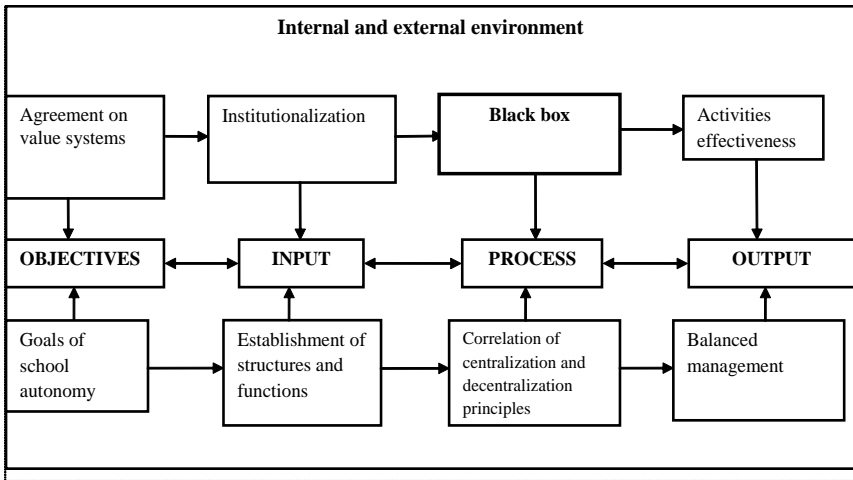 Internal and external environment
Agreement on
value systems
Institutionalization
Black box
Activities
effectiveness
OBJECTIVES
INPUT
PROCESS
OUTPUT
Goals of
school
autonomy
Establishment of
structures and
functions
Correlation of
centralization and
decentralization
principles
Balanced
management